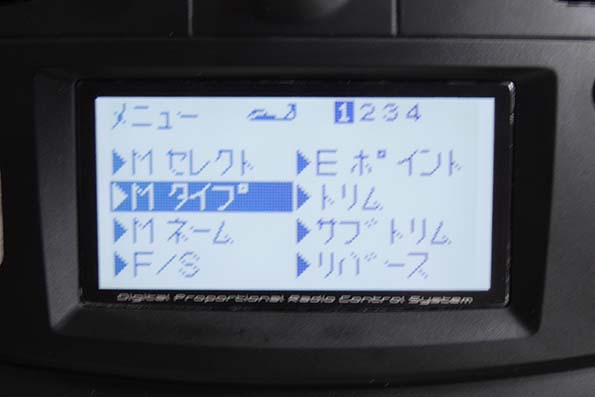 メニュー 1234
▶M セレクト ▶E ポイント
▶M タイプ ▶トリム
▶M ネーム ▶サブトリム
▶F/S ▶リバース
Digital Proportional Radio Control System